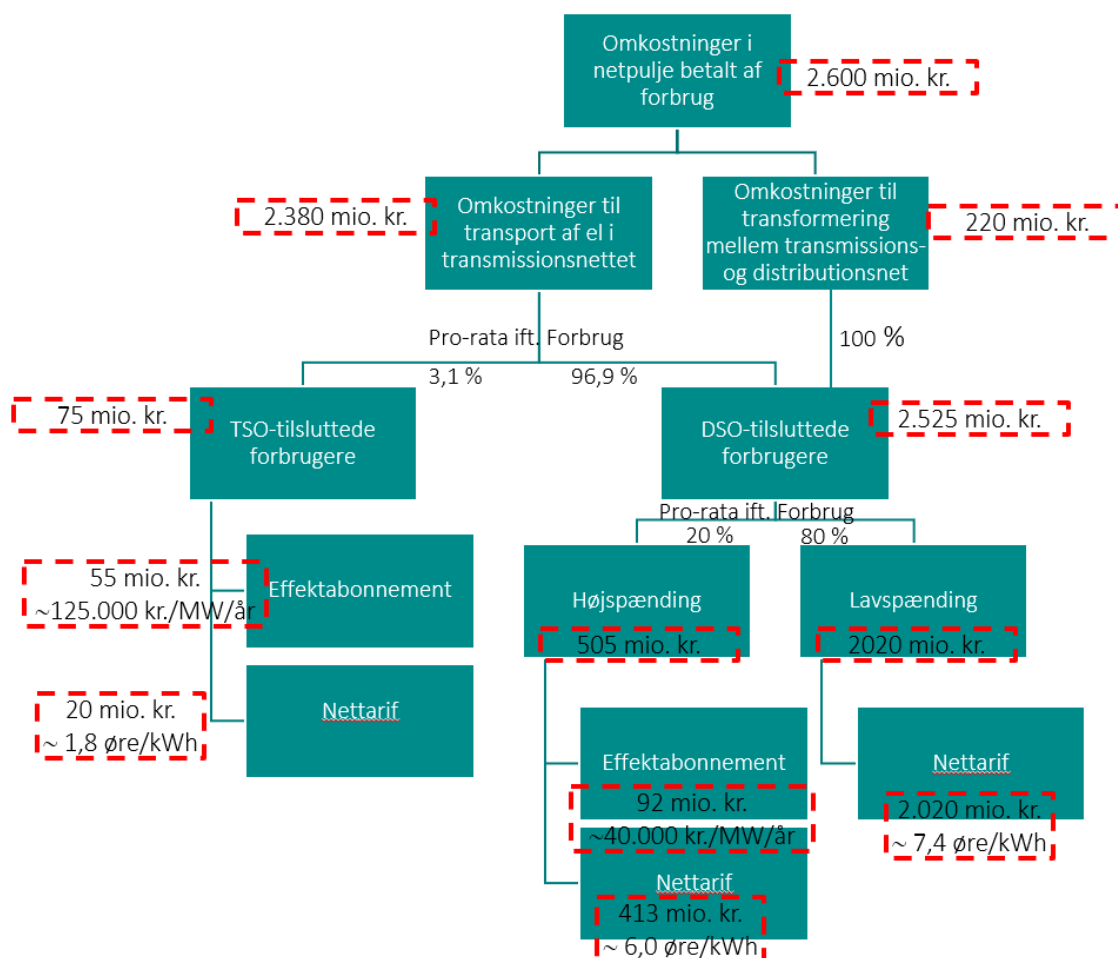 Omkostninger i
netpulje betalt af
forbrug
2.600 mio. kr.
2.380 mio. kr.
Omkostninger til
transport af el i
transmissionsnettet
Omkostninger til
transformering
mellem transmissions-
og distributionsnet
220 mio. kr.
Pro-rata ift. Forbrug
3,1 %
96,9 %
100 %
75 mio. kr.
TSO-tilsluttede
forbrugere
DSO-tilsluttede
forbrugere
2.525 mio. kr.
Pro-rata ift. Forbrug
20 %
80 %
55 mio. kr.
~125.000 kr./MW/år
Effektabonnement
Højspænding
505 mio. kr.
Lavspænding
2020 mio. kr.
20 mio. kr.
~ 1,8 øre/kWh
Nettarif
Effektabonnement
92 mio. kr.
~40.000 kr./MW/år
Nettarif
2.020 mio. kr.
~ 7,4 øre/kWh
Nettarif
413 mio. kr.
~ 6,0 øre/kWh